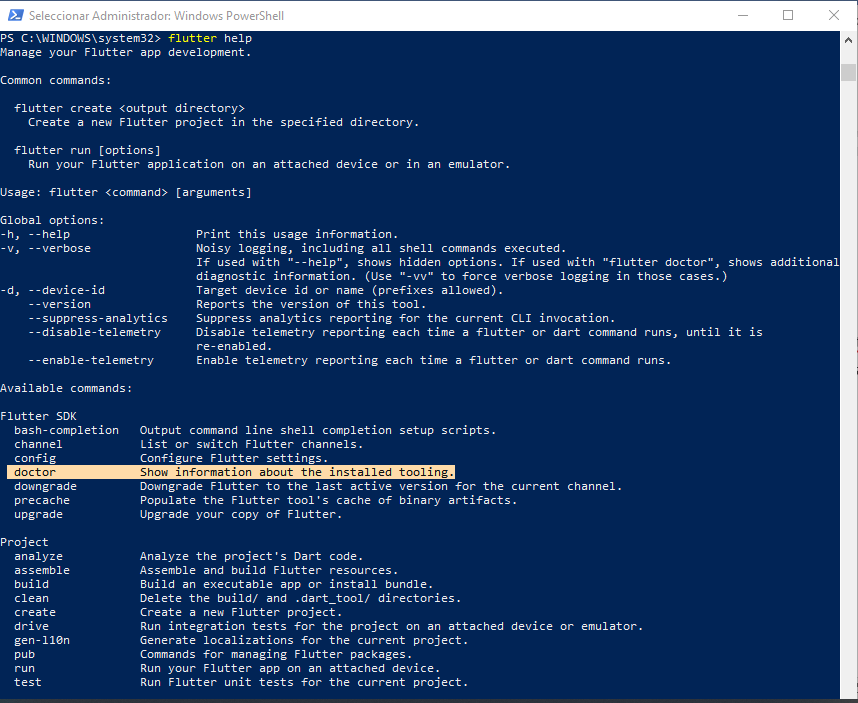 Seleccionar Administrador: Windows PowerShell
PS C:\WINDOWS\system32> flutter help
Manage your Flutter app development.
Common commands:
flutter create <output directory>
Create a new Flutter project in the specified directory.
flutter run [options]
Run your Flutter application on an attached device or in an emulator.
Usage: flutter <command> [arguments]
Global options:
-h, --help Print this usage information.
-v, --verbose Noisy logging, including all shell commands executed.
If used with "--help", shows hidden options. If used with "flutter doctor", shows additional
diagnostic information. (Use "-vv" to force verbose logging in those cases.)
-d, --device-id Target device id or name (prefixes allowed).
--version Reports the version of this tool.
--suppress-analytics Suppress analytics reporting for the current CLI invocation.
--disable-telemetry Disable telemetry reporting each time a flutter or dart command runs, until it is
re-enabled.
--enable-telemetry Enable telemetry reporting each time a flutter or dart command runs.
Available commands:
Flutter SDK
bash-completion Output command line shell completion setup scripts.
channel List or switch Flutter channels.
config Configure Flutter settings.
doctor Show information about the installed tooling.
downgrade Downgrade Flutter to the last active version for the current channel.
precache Populate the Flutter tool's cache of binary artifacts.
upgrade Upgrade your copy of Flutter.
Project
analyze Analyze the project's Dart code.
assemble Assemble and build Flutter resources.
build Build an executable app or install bundle.
clean Delete the build/ and .dart_tool/ directories.
create Create a new Flutter project.
drive Run integration tests for the project on an attached device or emulator.
gen-l10n Generate localizations for the current project.
pub Commands for managing Flutter packages.
run Run your Flutter app on an attached device.
test Run Flutter unit tests for the current project.